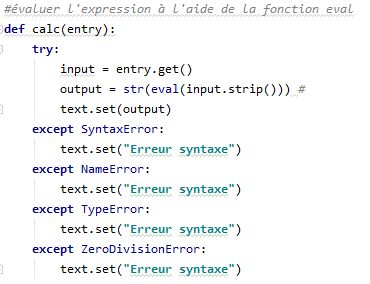 #évaluer l'expression à l'aide de la fonction eval
def calc(entry):
    try:
        input = entry.get()
        output = str(eval(input.strip())) #
        text.set(output)
    except SyntaxError:
        text.set("Erreur syntaxe")
    except NameError:
        text.set("Erreur syntaxe")
    except TypeError:
        text.set("Erreur syntaxe")
    except ZeroDivisionError:
        text.set("Erreur syntaxe")